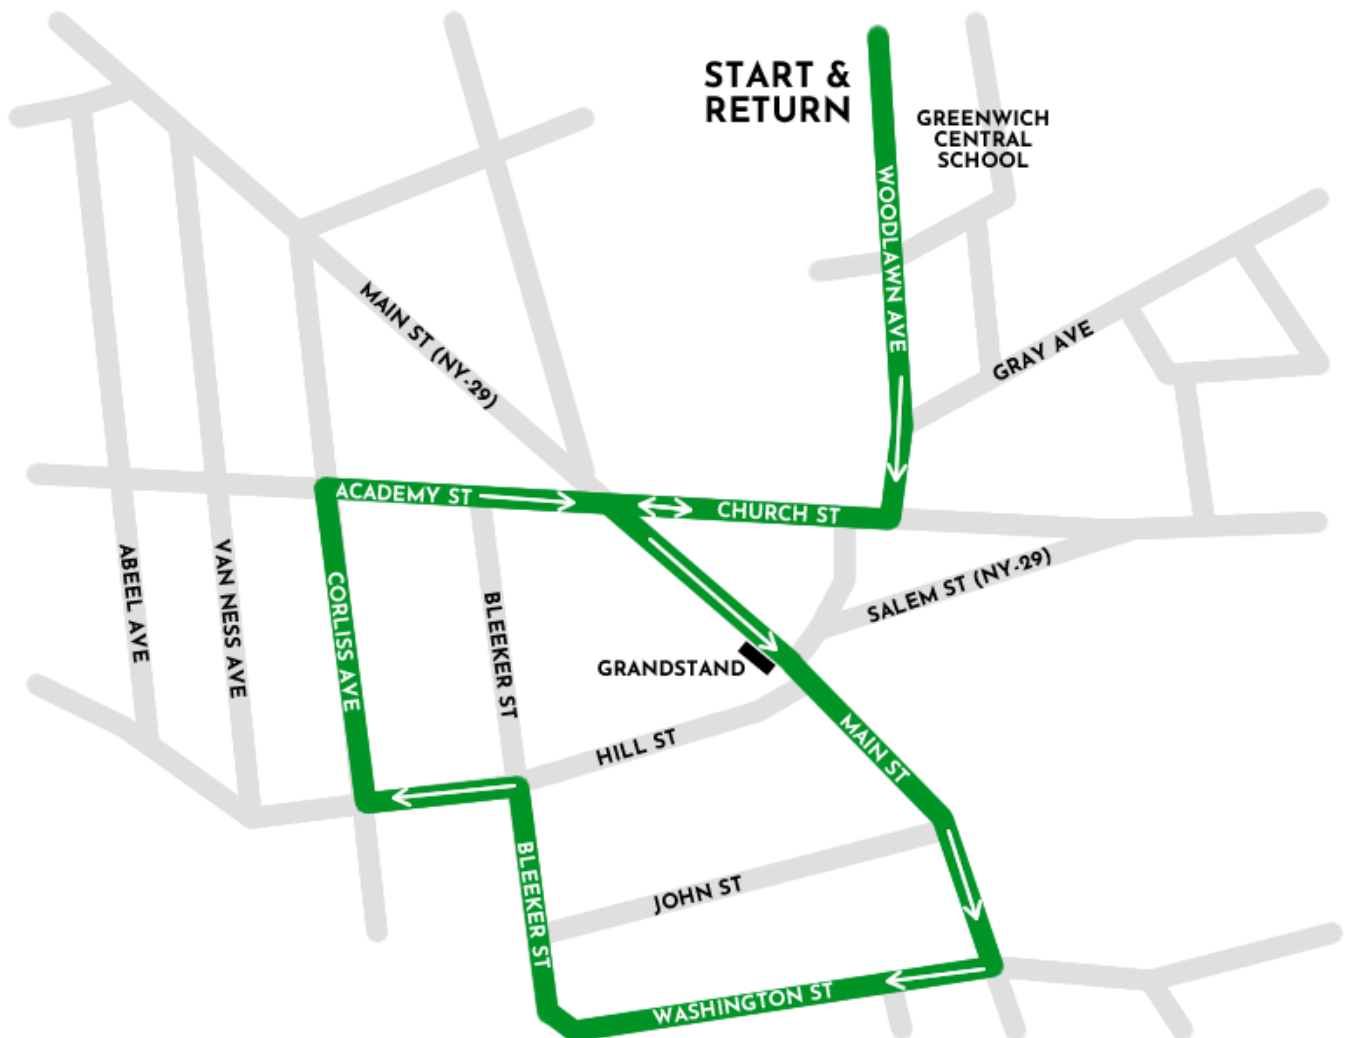 START &
RETURN
GREENWICH
CENTRAL
SCHOOL
WOODLAWN AVE
MAIN ST (NY-29)
GRAY AVE
ACADEMY ST
CHURCH ST
ABEEL AVE
VAN NESS AVE
CORLISS AVE
BLEEKER ST
SALEM ST (NY-29)
GRANDSTAND
HILL ST
MAIN ST
BLEEKER ST
JOHN ST
WASHINGTON ST